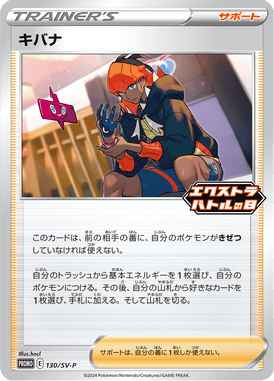 TRAINER'S
サポート
キバナ
エクストラ
バトルの日
このカードは、前の相手の番に、自分のポケモンがきぜつ
していなければ使えない。
自分のトラッシュから基本エネルギーを1枚選び、自分の
ポケモンにつける。その後、自分の山札から好きなカードを
1枚選び、手札に加える。そして山札を切る。
Illus.hncl
サポートは、自分の番に1枚しか使えない。
PROMO E 130/SV-P
©2024 Pokémon/Nintendo/Creatures/GAME FREAK.